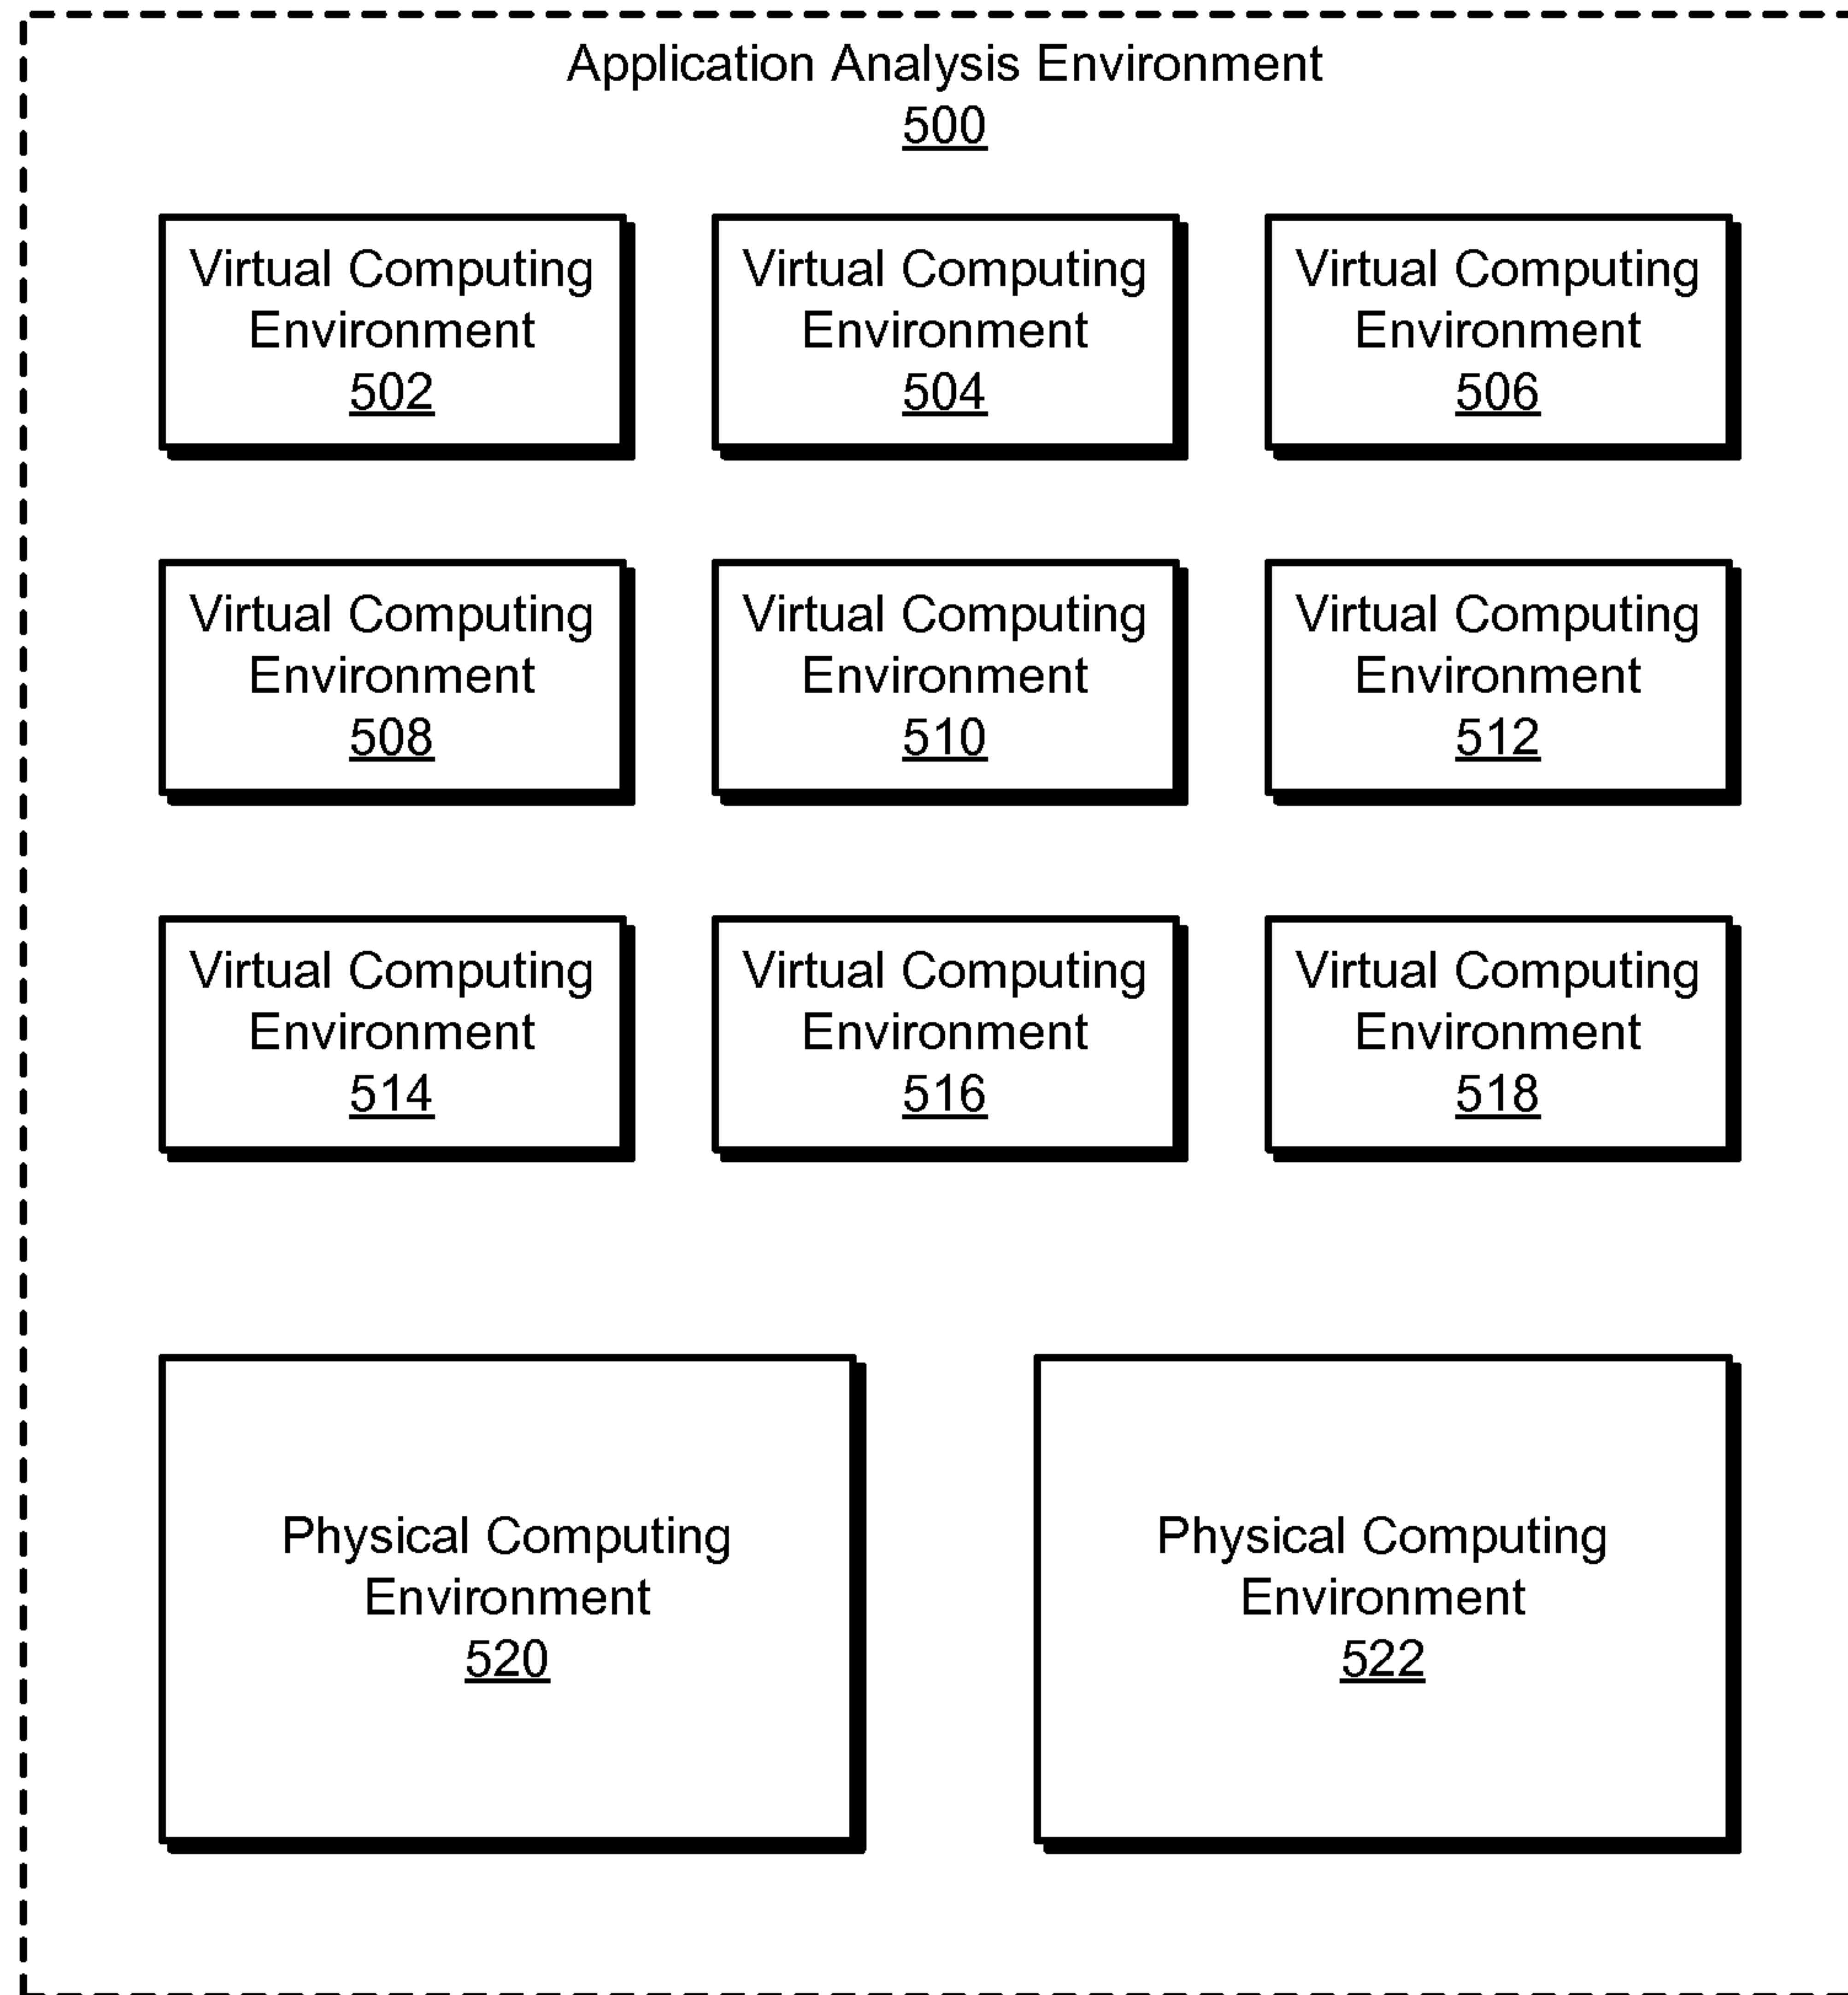 Application Analysis Environment
500
Virtual Computing
Environment
502
Virtual Computing
Environment
504
Virtual Computing
Environment
506
Virtual Computing
Environment
508
Virtual Computing
Environment
510
Virtual Computing
Environment
512
Virtual Computing
Environment
514
Virtual Computing
Environment
516
Virtual Computing
Environment
518
Physical Computing
Environment
520
Physical Computing
Environment
522